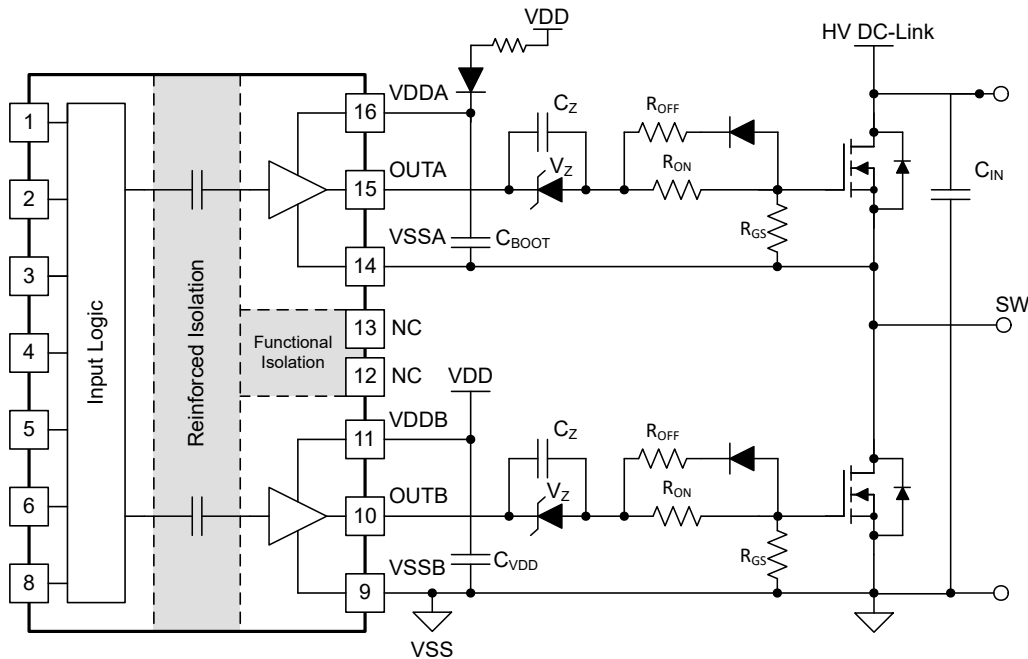 VDD
HV DC-Link
1
2
3
4
5
6
8
Input Logic
Reinforced Isolation
Functional
Isolation
16
VDDA
15
OUTA
14
VSSA
C_BOOT
C_Z
V_Z
R_OFF
R_ON
R_GS
C_IN
13
NC
12
NC
SW
VDD
11
VDDB
10
OUTB
9
VSSB
C_VDD
C_Z
V_Z
R_OFF
R_ON
R_GS
VSS